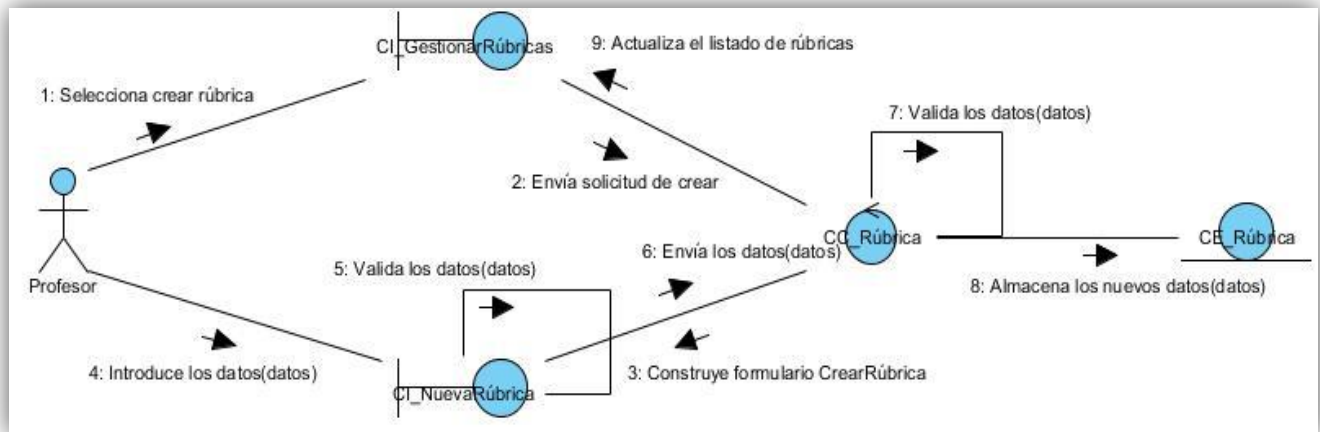 CI_GestionarRúbricas
9: Actualiza el listado de rúbricas
1: Selecciona crear rúbrica
7: Valida los datos(datos)
2: Envía solicitud de crear
CC_Rúbrica
CE_Rúbrica
6: Envía los datos(datos)
5: Valida los datos(datos)
Profesor
8: Almacena los nuevos datos(datos)
4: Introduce los datos(datos)
3: Construye formulario CrearRúbrica
CI_NuevaRúbrica